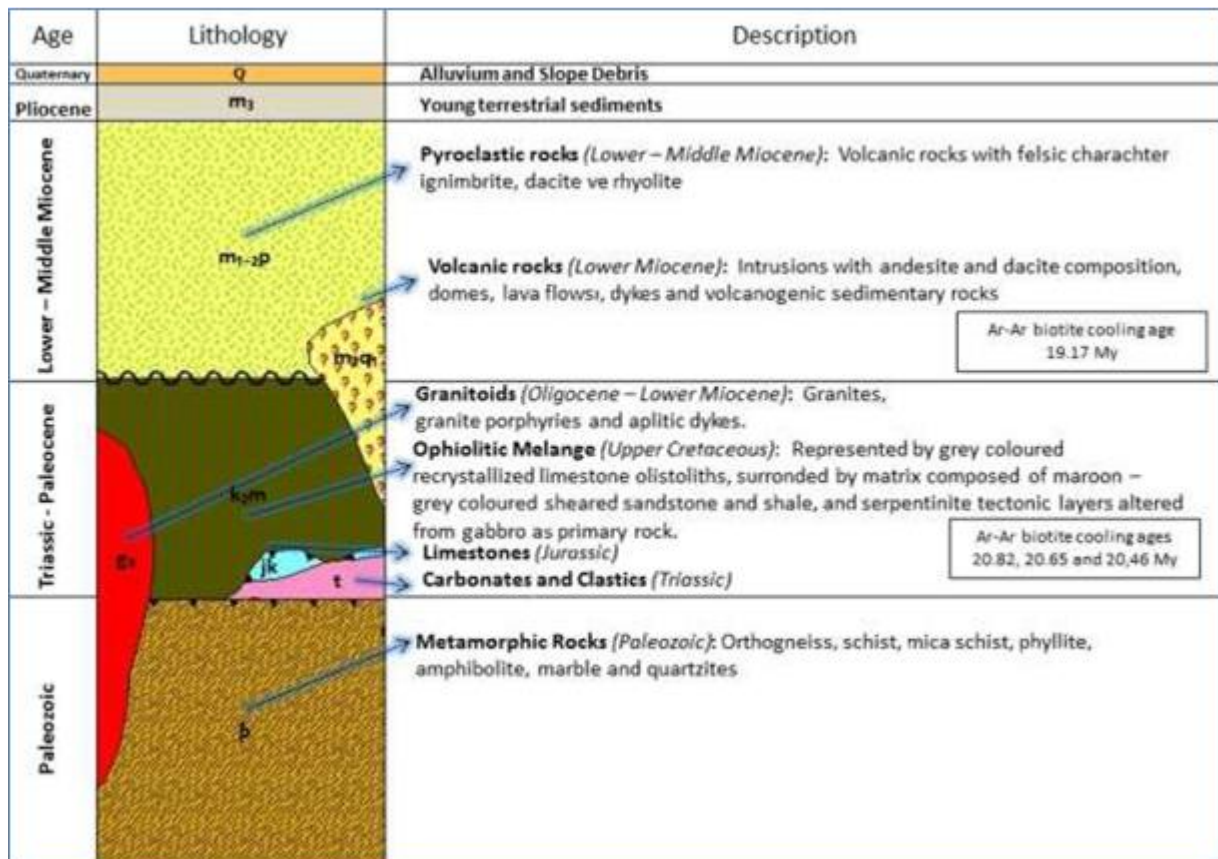 Age Lithology Description
Quaternary Q Alluvium and Slope Debris
Pliocene m₃ Young terrestrial sediments
Lower – Middle Miocene
Pyroclastic rocks (Lower – Middle Miocene): Volcanic rocks with felsic charachter
ignimbrite, dacite ve rhyolite
m₁₋₂p
Volcanic rocks (Lower Miocene): Intrusions with andesite and dacite composition,
domes, lava flowsı, dykes and volcanogenic sedimentary rocks
Ar-Ar biotite cooling age
19.17 My
Triassic - Paleocene
Granitoids (Oligocene – Lower Miocene): Granites,
granite porphyries and aplitic dykes.
Ophiolitic Melange (Upper Cretaceous): Represented by grey coloured
recrystallized limestone olistoliths, surronded by matrix composed of maroon –
grey coloured sheared sandstone and shale, and serpentinite tectonic layers altered
from gabbro as primary rock.
k₂m
Ar-Ar biotite cooling ages
20.82, 20.65 and 20,46 My
Limestones (Jurassic)
jk
t
Carbonates and Clastics (Triassic)
Paleozoic
Metamorphic Rocks (Paleozoic): Orthogneiss, schist, mica schist, phyllite,
amphibolite, marble and quartzites